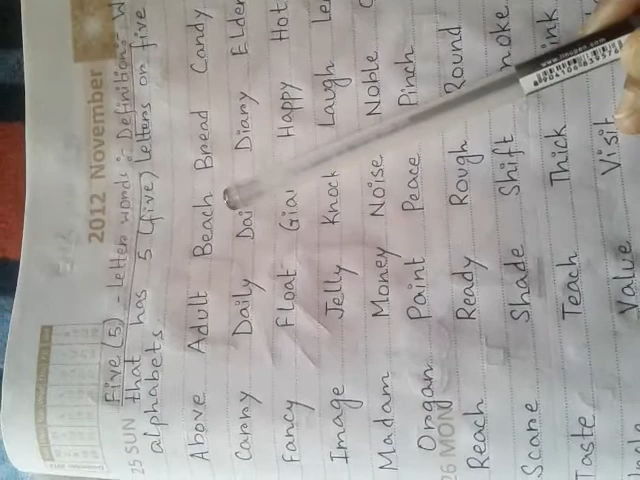 2012 November
Five (5) - letter words : Definition:-
25 SUN that has 5 (five) letters or five
alphabets.
Above Adult Beach Bread Candy
Carry Daily Diary Elder
Fancy Float Happy Hot
Image Jelly Knock Laugh
Madam Money Noise Noble
Organ Paint Peace Pinch
26 MON
Reach Ready Rough Round
Scare Shade Shift
Taste Teach Thick
Value Visit